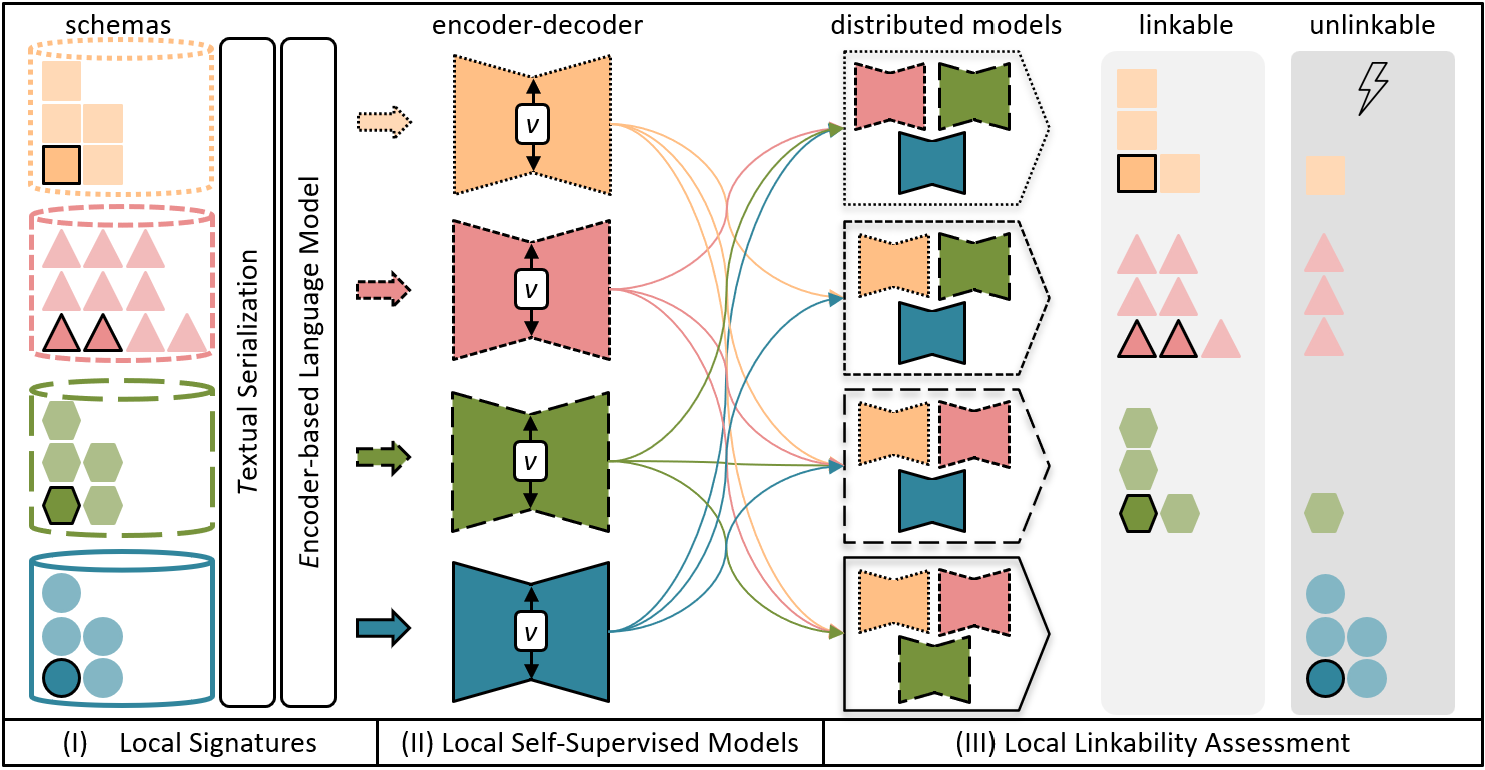 schemas
encoder-decoder
distributed models
linkable
unlinkable
Textual Serialization
Encoder-based Language Model
v
v
v
v
(I) Local Signatures
(II) Local Self-Supervised Models
(III) Local Linkability Assessment